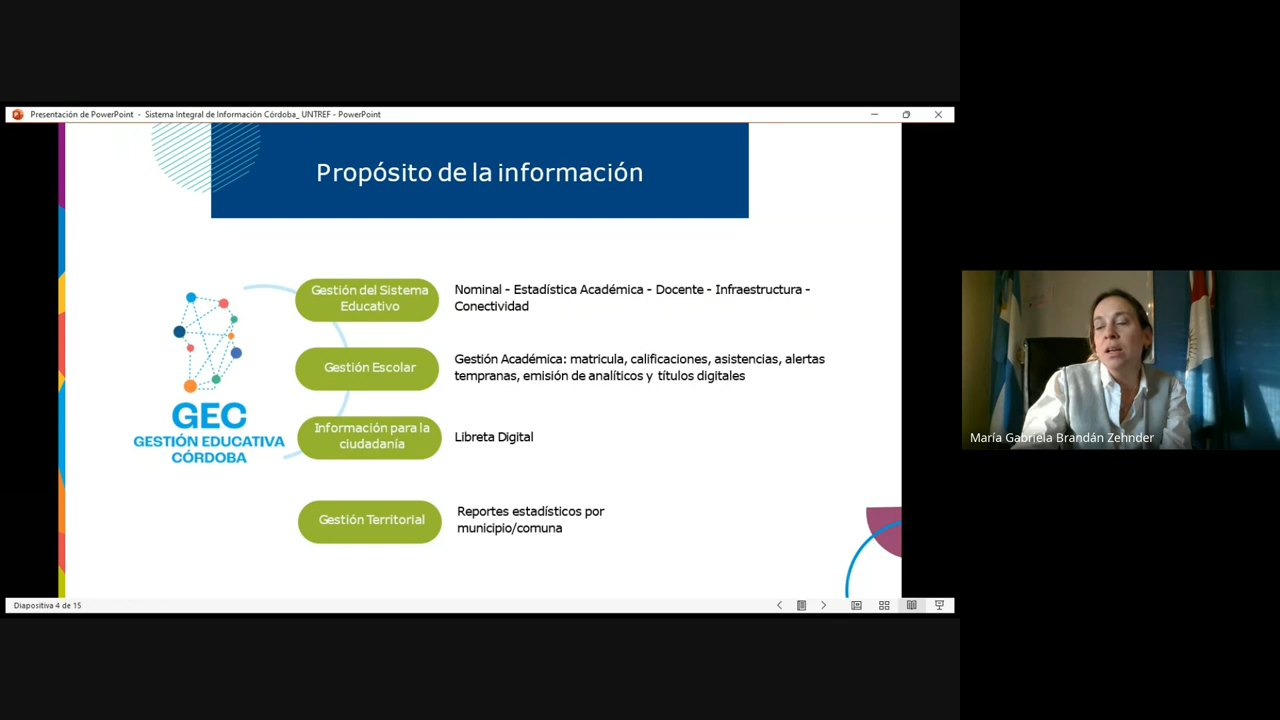 Presentación de PowerPoint - Sistema Integral de Información Córdoba_ UNTREF - PowerPoint
Propósito de la información
Gestión del Sistema
Educativo
Nominal - Estadística Académica - Docente - Infraestructura -
Conectividad
Gestión Escolar
Gestión Académica: matricula, calificaciones, asistencias, alertas
tempranas, emisión de analíticos y títulos digitales
GEC
GESTIÓN EDUCATIVA
CÓRDOBA
Información para la
ciudadanía
Libreta Digital
María Gabriela Brandán Zehnder
Gestión Territorial
Reportes estadísticos por
municipio/comuna
Diapositiva 4 de 15